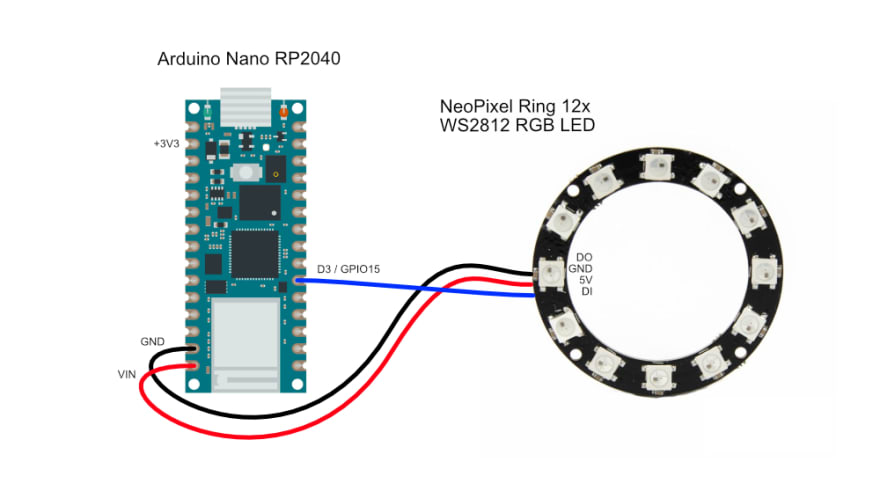 NeoPixel Ring 12x
WS2812 RGB LED
DO
GND
5V
DI
D3 / GPIO15
Arduino Nano RP2040
+3V3
GND
VIN